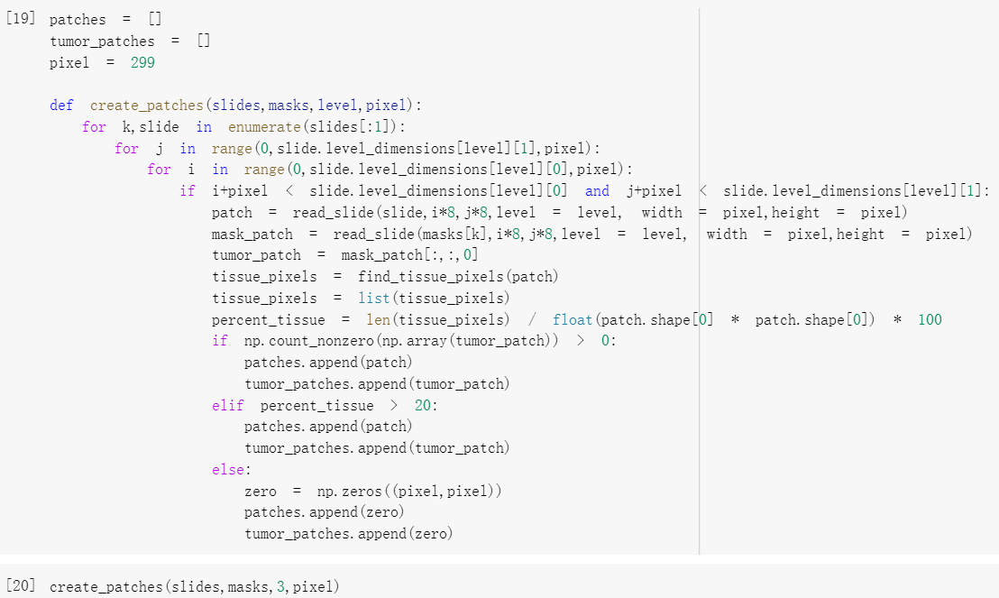 [19] patches = []
tumor_patches = []
pixel = 299
def create_patches(slides,masks,level,pixel):
for k,slide in enumerate(slides[:1]):
for j in range(0,slide.level_dimensions[level][1],pixel):
for i in range(0,slide.level_dimensions[level][0],pixel):
if i+pixel < slide.level_dimensions[level][0] and j+pixel < slide.level_dimensions[level][1]:
patch = read_slide(slide,i*8,j*8,level = level, width = pixel,height = pixel)
mask_patch = read_slide(masks[k],i*8,j*8,level = level, width = pixel,height = pixel)
tumor_patch = mask_patch[:,:,0]
tissue_pixels = find_tissue_pixels(patch)
tissue_pixels = list(tissue_pixels)
percent_tissue = len(tissue_pixels) / float(patch.shape[0] * patch.shape[0]) * 100
if np.count_nonzero(np.array(tumor_patch)) > 0:
patches.append(patch)
tumor_patches.append(tumor_patch)
elif percent_tissue > 20:
patches.append(patch)
tumor_patches.append(tumor_patch)
else:
zero = np.zeros((pixel,pixel))
patches.append(zero)
tumor_patches.append(zero)
[20] create_patches(slides,masks,3,pixel)